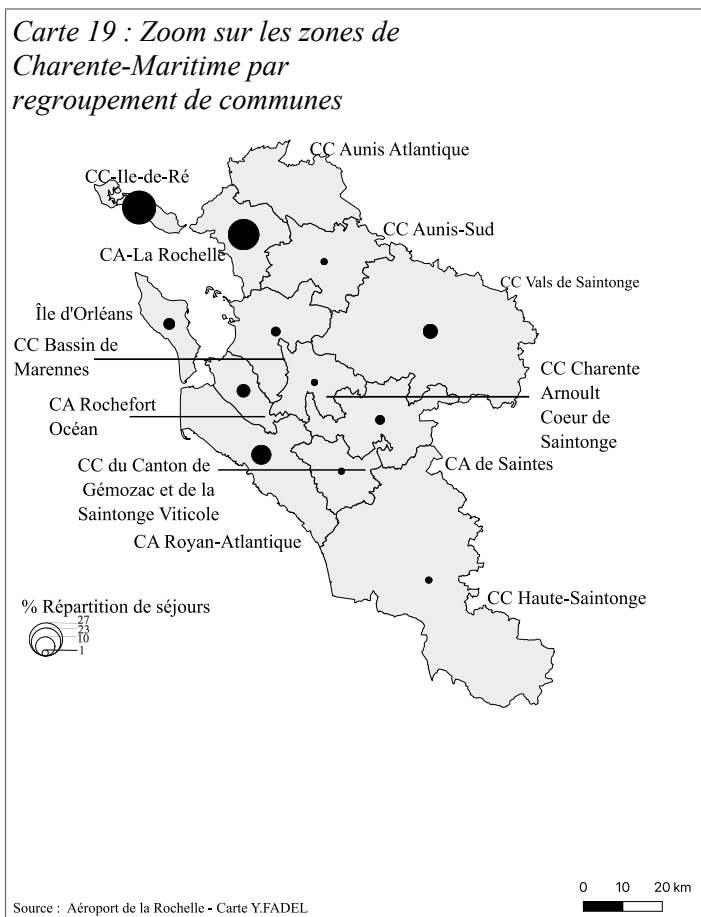 Carte 19 : Zoom sur les zones de
Charente-Maritime par
regroupement de communes
CC Aunis Atlantique
CC-Ile-de-Ré
CC Aunis-Sud
CA-La Rochelle
CC Vals de Saintonge
Île d'Orléans
CC Bassin de
Marennes
CC Charente
Arnoult
Coeur de
Saintonge
CA Rochefort
Océan
CC du Canton de
Gémozac et de la
Saintonge Viticole
CA de Saintes
CA Royan-Atlantique
CC Haute-Saintonge
% Répartition de séjours
27
23
10
1
0 10 20 km
Source : Aéroport de la Rochelle - Carte Y.FADEL